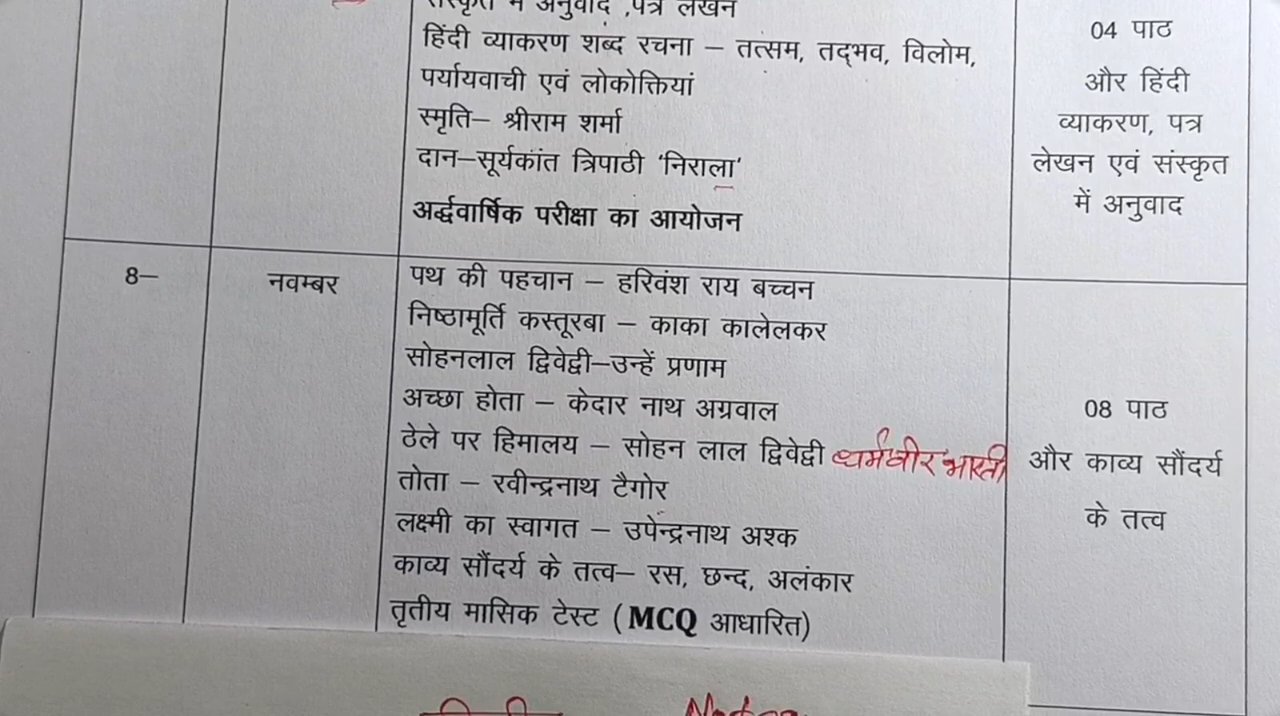 संस्कृत में अनुवाद ,पत्र लेखन
हिंदी व्याकरण शब्द रचना – तत्सम, तद्भव, विलोम,
पर्यायवाची एवं लोकोक्तियां
स्मृति– श्रीराम शर्मा
दान–सूर्यकांत त्रिपाठी 'निराला'
अर्द्धवार्षिक परीक्षा का आयोजन
04 पाठ
और हिंदी
व्याकरण, पत्र
लेखन एवं संस्कृत
में अनुवाद
8–
नवम्बर
पथ की पहचान – हरिवंश राय बच्चन
निष्ठामूर्ति कस्तूरबा – काका कालेलकर
सोहनलाल द्विवेद्वी–उन्हें प्रणाम
अच्छा होता – केदार नाथ अग्रवाल
ठेले पर हिमालय – सोहन लाल द्विवेद्वी धर्मवीर भारती
तोता – रवीन्द्रनाथ टैगोर
लक्ष्मी का स्वागत – उपेन्द्रनाथ अश्क
काव्य सौंदर्य के तत्व– रस, छन्द, अलंकार
तृतीय मासिक टेस्ट (MCQ आधारित)
08 पाठ
और काव्य सौंदर्य
के तत्व